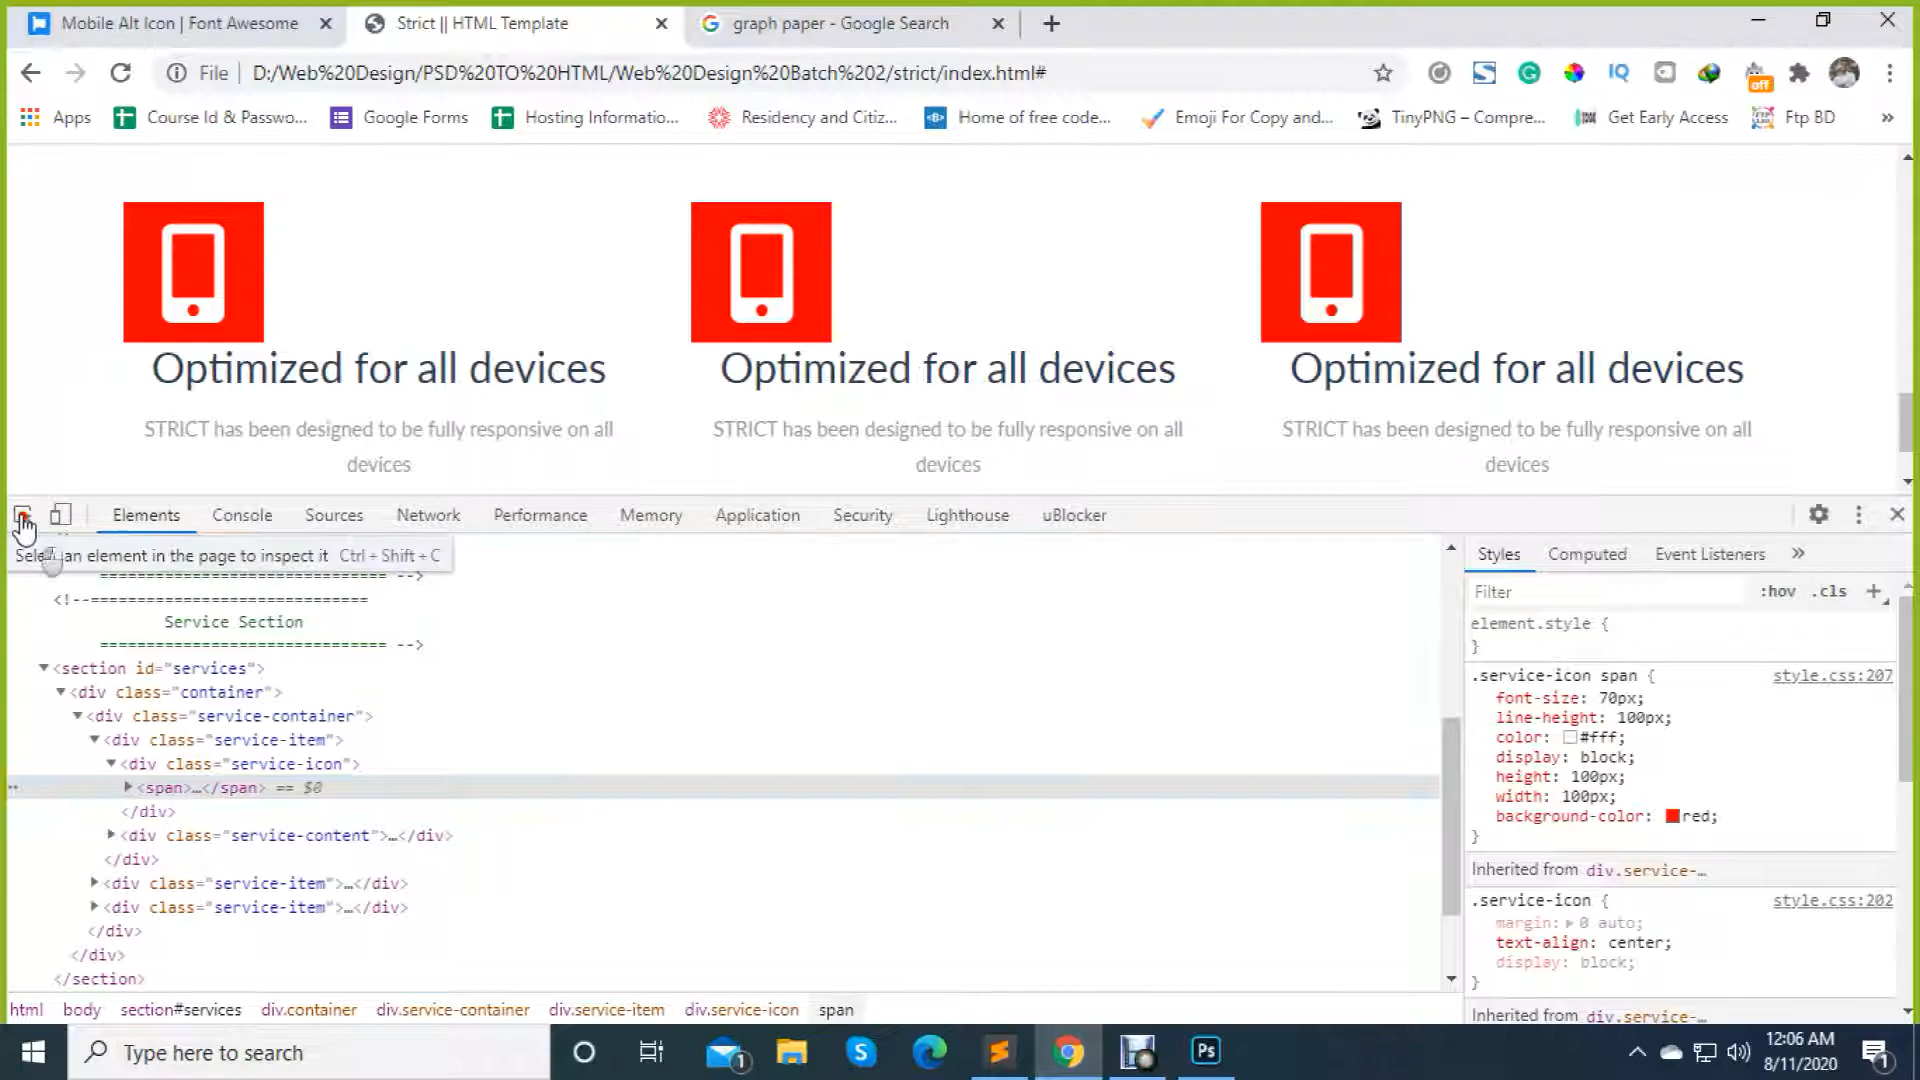 Mobile Alt Icon | Font Awesome
Strict || HTML Template
graph paper - Google Search
File
D:/Web%20Design/PSD%20TO%20HTML/Web%20Design%20Batch%202/strict/index.html#
IQ
off
Apps
Course Id & Passwo...
Google Forms
Hosting Informatio...
Residency and Citiz...
Home of free code...
Emoji For Copy and...
TinyPNG – Compre...
Get Early Access
Ftp BD
»
Optimized for all devices
Optimized for all devices
Optimized for all devices
STRICT has been designed to be fully responsive on all
devices
STRICT has been designed to be fully responsive on all
devices
STRICT has been designed to be fully responsive on all
devices
Elements
Console
Sources
Network
Performance
Memory
Application
Security
Lighthouse
uBlocker
Select an element in the page to inspect it Ctrl + Shift + C
============================== -->
<!--==============================
Service Section
============================== -->
<section id="services">
<div class="container">
<div class="service-container">
<div class="service-item">
<div class="service-icon">
<span>…</span> == $0
</div>
<div class="service-content">…</div>
</div>
<div class="service-item">…</div>
<div class="service-item">…</div>
</div>
</div>
</section>
html body section#services div.container div.service-container div.service-item div.service-icon span
Styles
Computed
Event Listeners
»
Filter
:hov .cls +
element.style {
}
.service-icon span { style.css:207
font-size: 70px;
line-height: 100px;
color: #fff;
display: block;
height: 100px;
width: 100px;
background-color: red;
}
Inherited from div.service-…
.service-icon { style.css:202
margin: 0 auto;
text-align: center;
display: block;
}
Inherited from div.service-…
Type here to search
1
S
Ps
12:06 AM
8/11/2020
1